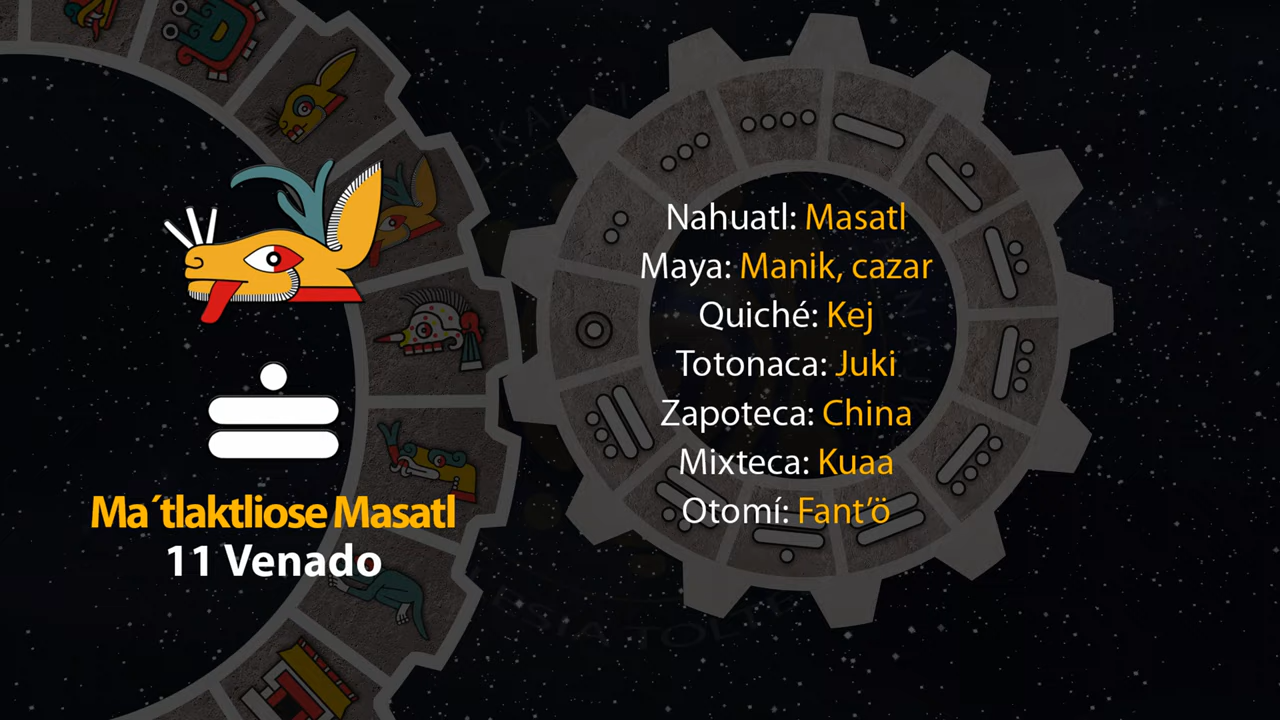 Nahuatl: Masatl
Maya: Manik, cazar
Quiché: Kej
Totonaca: Juki
Zapoteca: China
Mixteca: Kuaa
Otomí: Fant’ö
Ma´tlaktliose Masatl
11 Venado